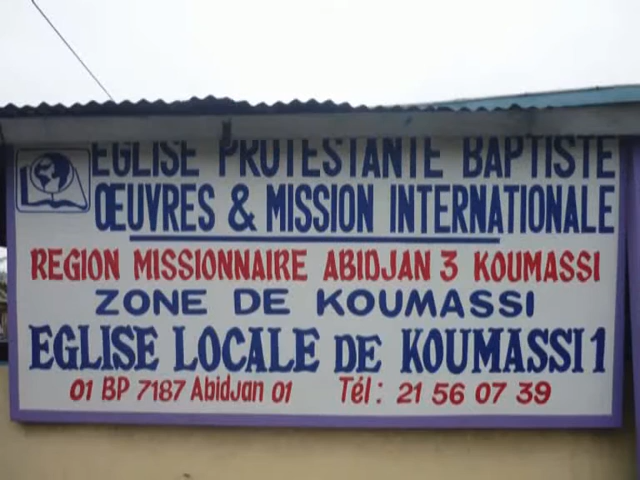 EGLISE PROTESTANTE BAPTISTE
ŒUVRES & MISSION INTERNATIONALE
REGION MISSIONNAIRE ABIDJAN 3 KOUMASSI
ZONE DE KOUMASSI
EGLISE LOCALE DE KOUMASSI 1
01 BP 7187 Abidjan 01 Tél : 21 56 07 39